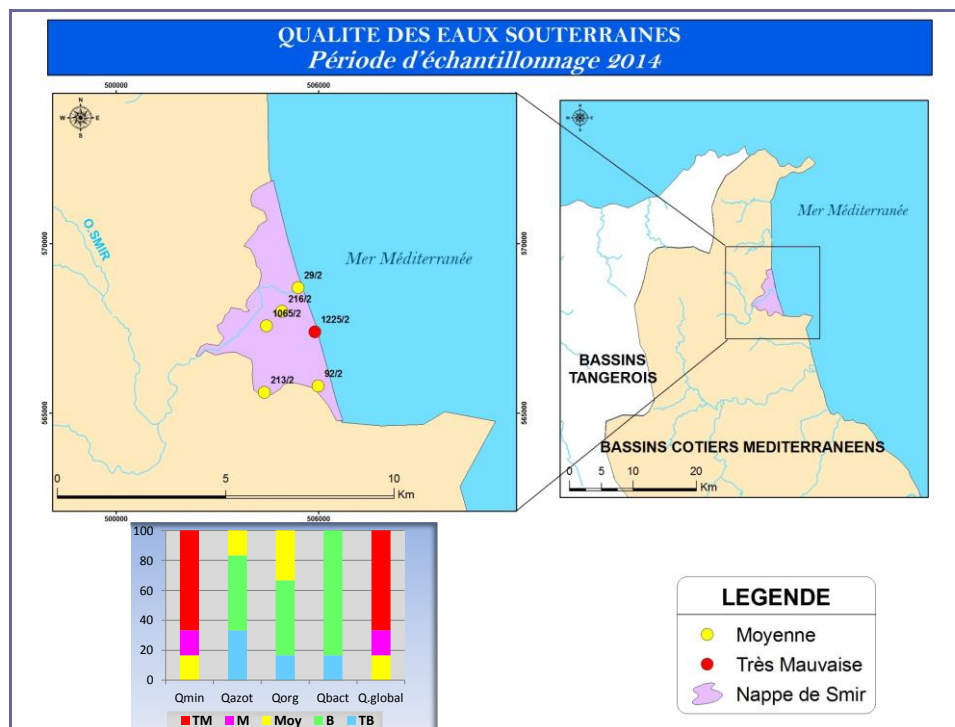 QUALITE DES EAUX SOUTERRAINES
Période d'échantillonnage 2014
500000
506000
N
W
E
S
O.SMIR
570000
565000
Mer Méditerranée
29/2
216/2
1065/2
1225/2
92/2
213/2
0
5
10
Km
500000
506000
570000
565000
N
W
E
S
Mer Méditerranée
BASSINS
TANGEROIS
BASSINS COTIERS MEDITERRANEENS
0
5
10
20
Km
100
80
60
40
20
0
Qmin Qazot Qorg Qbact Q.global
TM M Moy B TB
LEGENDE
Moyenne
Très Mauvaise
Nappe de Smir